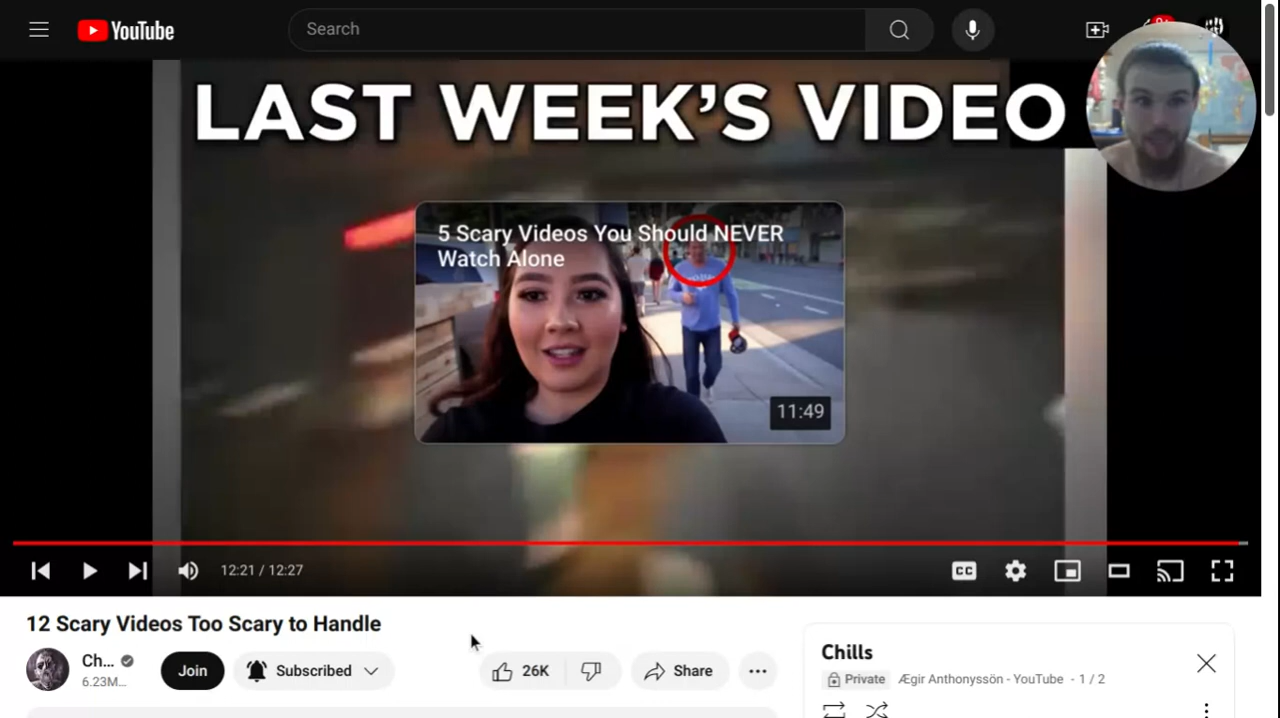 YouTube
Search
9+
LAST WEEK'S VIDEO
5 Scary Videos You Should NEVER
Watch Alone
11:49
12:21 / 12:27
CC
12 Scary Videos Too Scary to Handle
Ch...
6.23M...
Join
Subscribed
26K
Share
Chills
Private
Ægir Anthonyssön - YouTube - 1 / 2